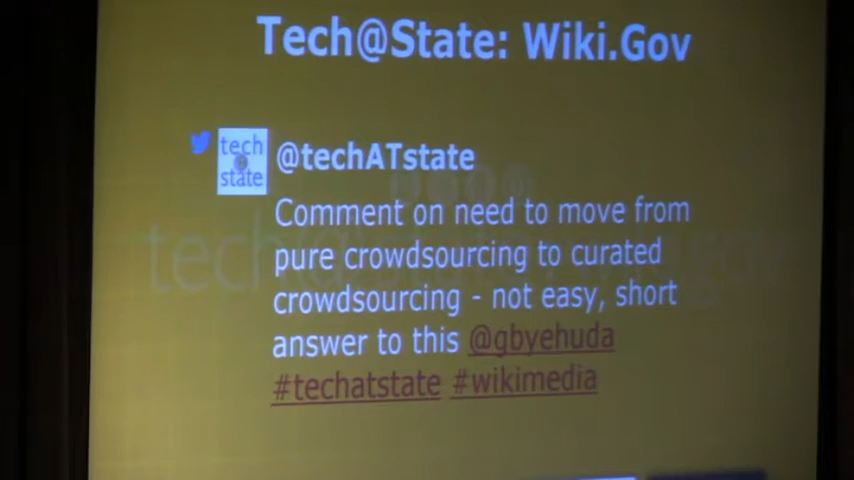 Tech@State: Wiki.Gov
tech
state
@techATstate
Comment on need to move from
pure crowdsourcing to curated
crowdsourcing - not easy, short
answer to this @gbyehuda
#techatstate #wikimedia